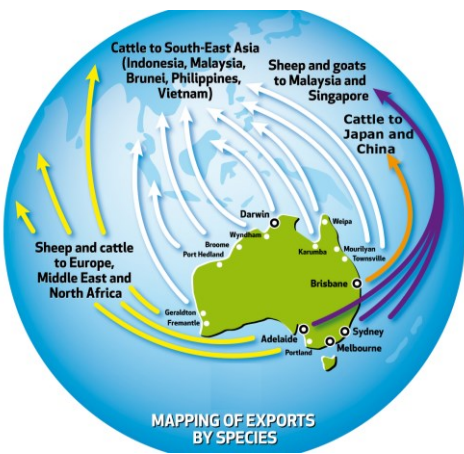 Cattle to South-East Asia
(Indonesia, Malaysia,
Brunei, Philippines,
Vietnam)
Sheep and goats
to Malaysia and
Singapore
Cattle to
Japan and
China
Darwin
Weipa
Wyndham
Broome
Karumba
Mourilyan
Port Hedland
Townsville
Sheep and cattle
to Europe,
Middle East and
North Africa
Brisbane
Geraldton
Fremantle
Adelaide
Sydney
Portland
Melbourne
MAPPING OF EXPORTS
BY SPECIES